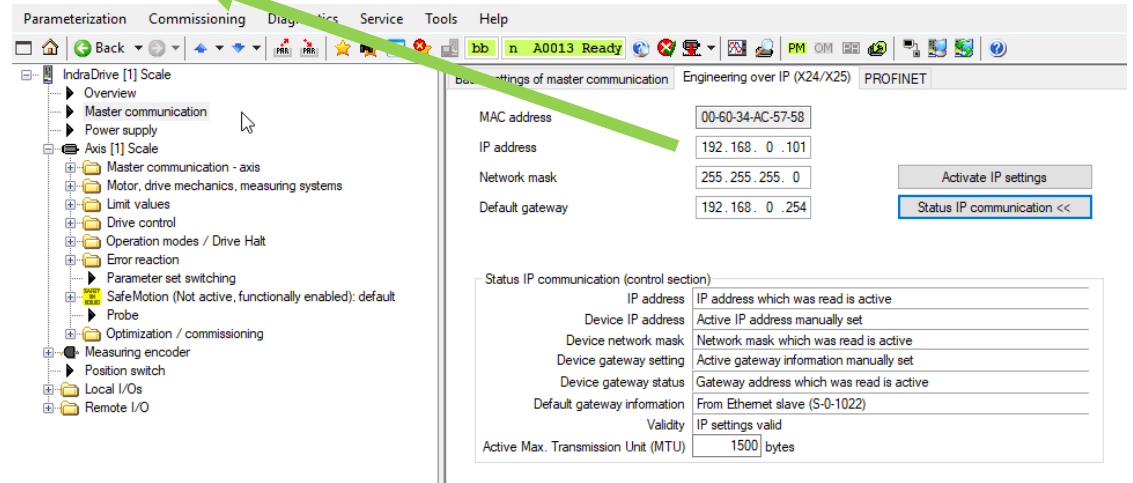 Parameterization Commissioning Diagnostics Service Tools Help
Back bb n A0013 Ready PM OM
IndraDrive [1] Scale
Overview
Master communication
Power supply
Axis [1] Scale
Master communication - axis
Motor, drive mechanics, measuring systems
Limit values
Drive control
Operation modes / Drive Halt
Error reaction
Parameter set switching
SafeMotion (Not active, functionally enabled): default
Probe
Optimization / commissioning
Measuring encoder
Position switch
Local I/Os
Remote I/O
settings of master communication Engineering over IP (X24/X25) PROFINET
MAC address 00-60-34-AC-57-58
IP address 192.168. 0 .101
Network mask 255.255.255. 0 Activate IP settings
Default gateway 192.168. 0 .254 Status IP communication <<
Status IP communication (control section)
IP address IP address which was read is active
Device IP address Active IP address manually set
Device network mask Network mask which was read is active
Device gateway setting Active gateway information manually set
Device gateway status Gateway address which was read is active
Default gateway information From Ethernet slave (S-0-1022)
Validity IP settings valid
Active Max. Transmission Unit (MTU) 1500 bytes